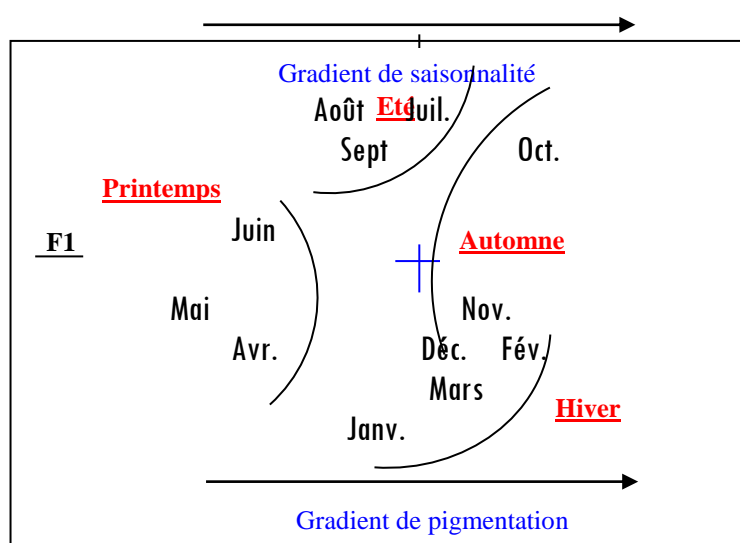 Gradient de saisonnalité
Août Eté Juil.
Sept Oct.
Printemps
Juin
F1 Automne
Mai Nov.
Avr. Déc. Fév.
Mars
Hiver
Janv.
Gradient de pigmentation